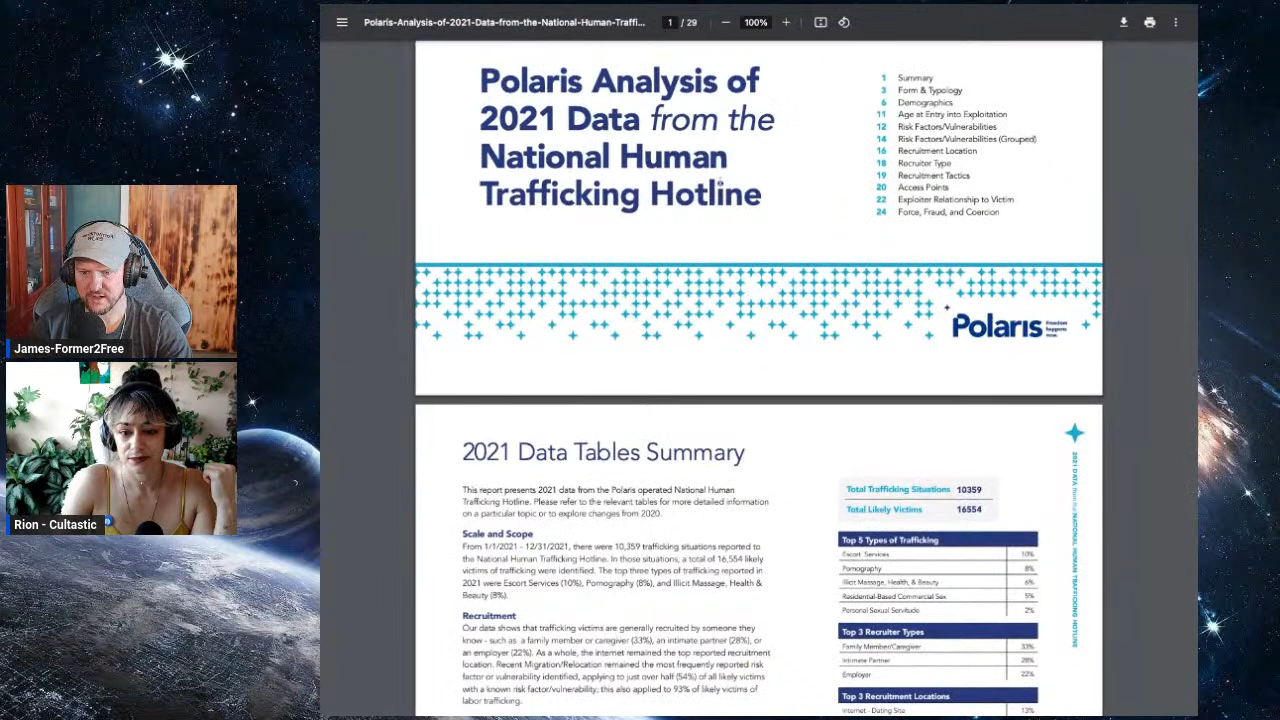 Polaris-Analysis-of-2021-Data-from-the-National-Human-Traffi...
1 / 29
100%
Polaris Analysis of
2021 Data from the
National Human
Trafficking Hotline
1 Summary
3 Form & Typology
6 Demographics
11 Age at Entry into Exploitation
12 Risk Factors/Vulnerabilities
14 Risk Factors/Vulnerabilities (Grouped)
16 Recruitment Location
18 Recruiter Type
19 Recruitment Tactics
20 Access Points
22 Exploiter Relationship to Victim
24 Force, Fraud, and Coercion
Polaris
Freedom
happens
now.
James-Former2Free
Rion - Cultastic
2021 Data Tables Summary
This report presents 2021 data from the Polaris operated National Human
Trafficking Hotline. Please refer to the relevant tables for more detailed information
on a particular topic or to explore changes from 2020.
Scale and Scope
From 1/1/2021 - 12/31/2021, there were 10,359 trafficking situations reported to
the National Human Trafficking Hotline. In those situations, a total of 16,554 likely
victims of trafficking were identified. The top three types of trafficking reported in
2021 were Escort Services (10%), Pornography (8%), and Illicit Massage, Health &
Beauty (8%).
Recruitment
Our data shows that trafficking victims are generally recruited by someone they
know - such as a family member or caregiver (33%), an intimate partner (28%), or
an employer (22%). As a whole, the internet remained the top reported recruitment
location. Recent Migration/Relocation remained the most frequently reported risk
factor or vulnerability identified, applying to just over half (54%) of all likely victims
with a known risk factor/vulnerability; this also applied to 93% of likely victims of
labor trafficking.
Total Trafficking Situations 10359
Total Likely Victims 16554
Top 5 Types of Trafficking
Escort Services 10%
Pornography 8%
Illicit Massage, Health, & Beauty 6%
Residential-Based Commercial Sex 5%
Personal Sexual Servitude 2%
Top 3 Recruiter Types
Family Member/Caregiver 33%
Intimate Partner 28%
Employer 22%
Top 3 Recruitment Locations
Internet - Dating Site 13%
2021 DATA from the NATIONAL HUMAN TRAFFICKING HOTLINE